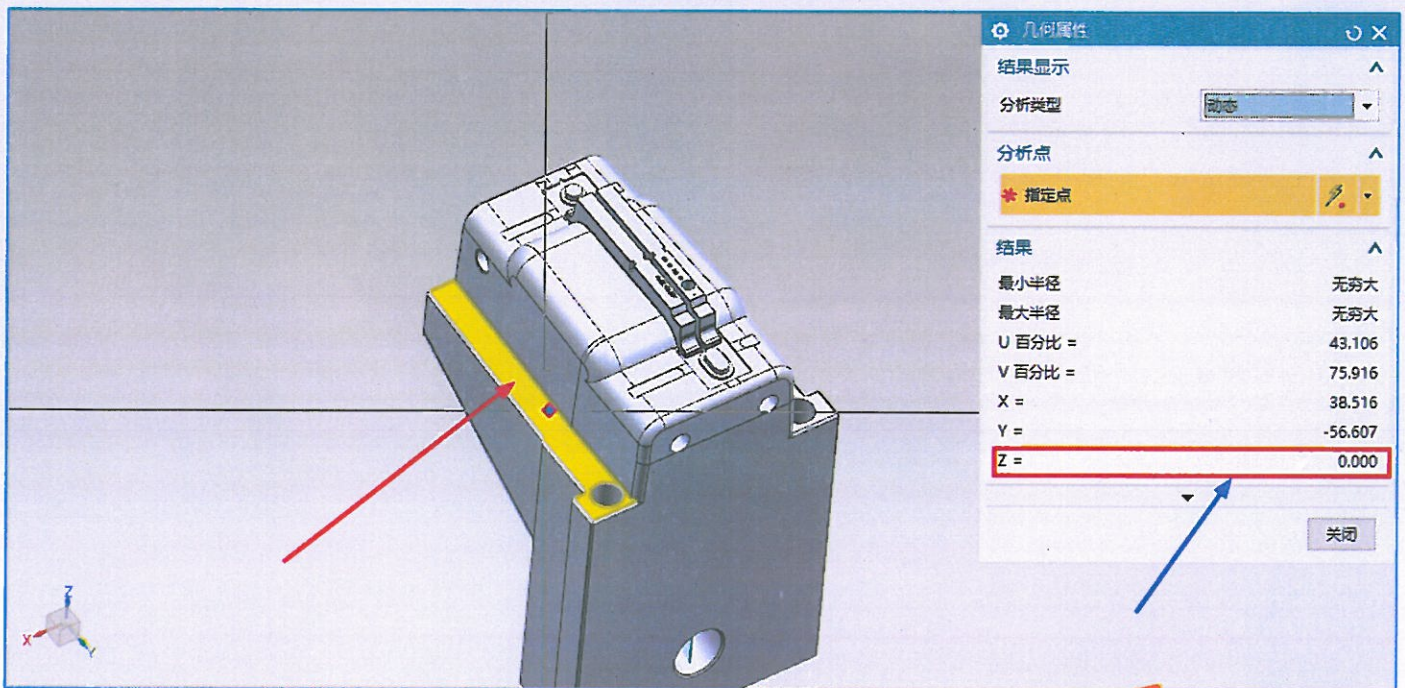 几何属性
结果显示
分析类型 动态
分析点
* 指定点
结果
最小半径 无穷大
最大半径 无穷大
U 百分比 = 43.106
V 百分比 = 75.916
X = 38.516
Y = -56.607
Z = 0.000
关闭
Z
X
Y